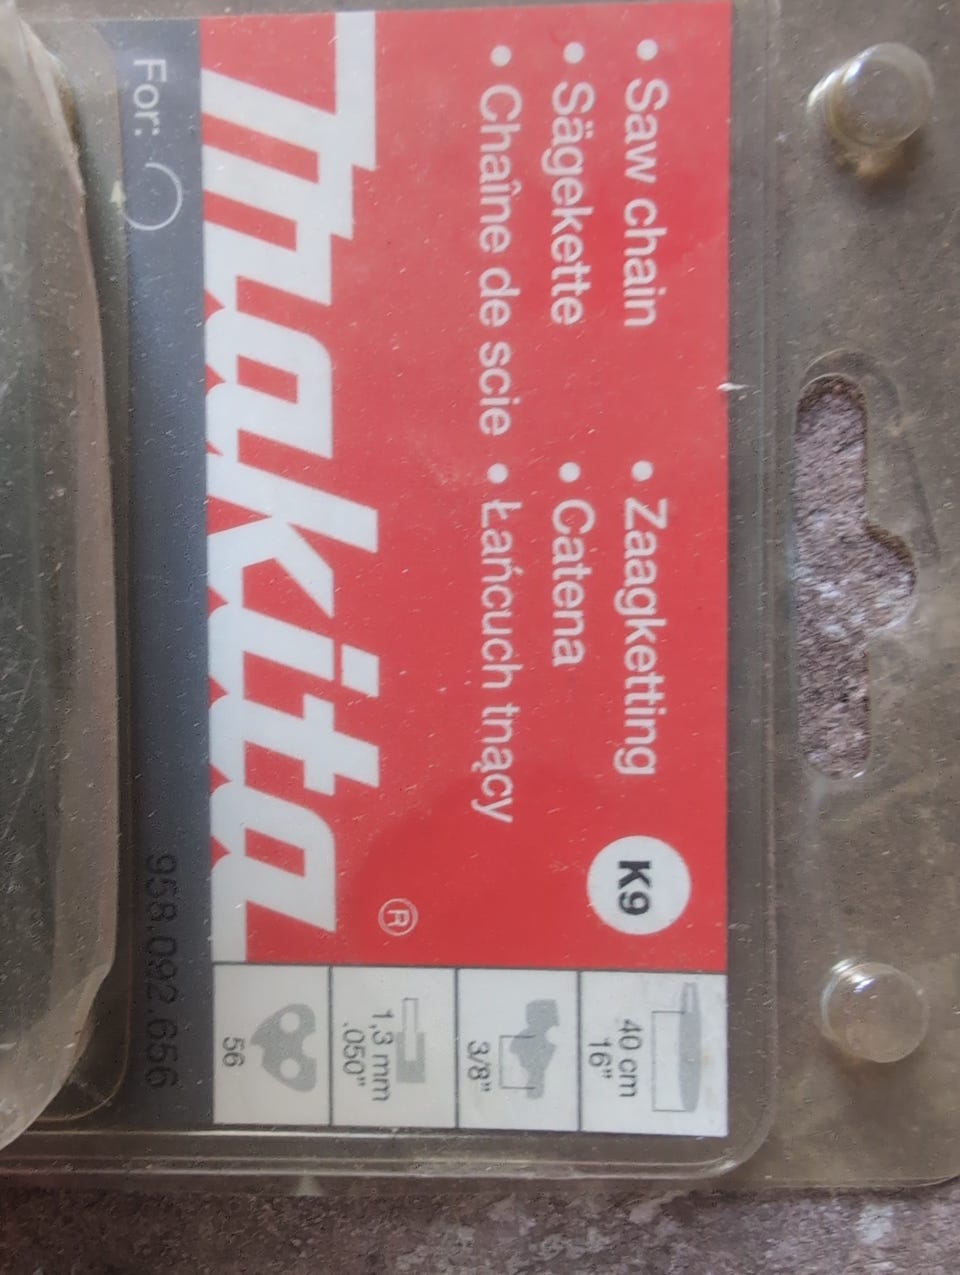 • Saw chain • Zaagketting
• Sägekette • Catena
• Chaîne de scie • Łańcuch tnący
K9
makita®
40 cm
16"
3/8"
1,3 mm
.050"
56
For:
958.092.656